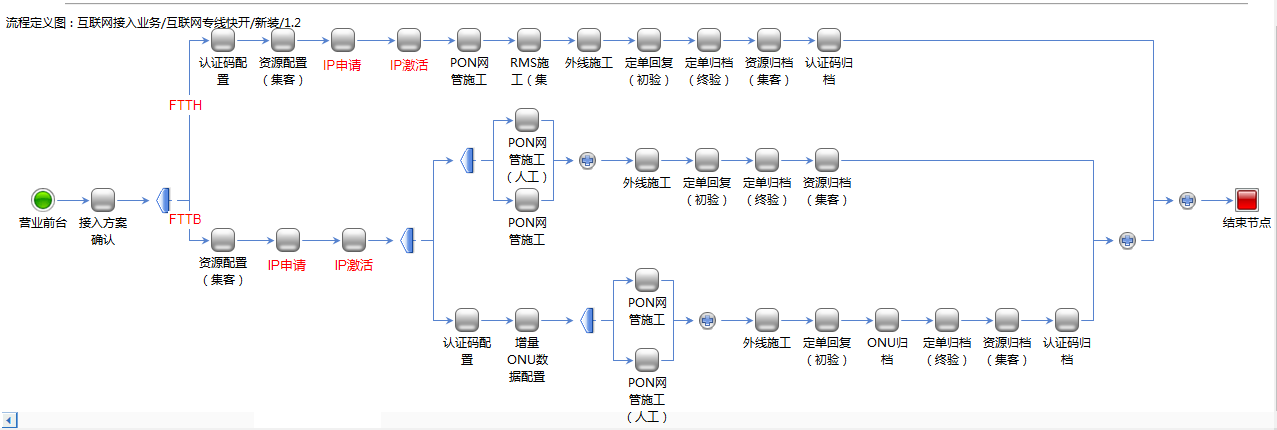 流程定义图：互联网接入业务/互联网专线快开/新装/1.2
认证码配
置
资源配置
（集客）
IP申请
IP激活
PON网
管施工
RMS施
工（集
外线施工
定单回复
（初验）
定单归档
（终验）
资源归档
（集客）
认证码归
档
FTTH
PON网
管施工
（人工）
PON网
管施工
外线施工
定单回复
（初验）
定单归档
（终验）
资源归档
（集客）
营业前台
接入方案
确认
FTTB
结束节点
资源配置
（集客）
IP申请
IP激活
PON网
管施工
认证码配
置
增量
ONU数
据配置
PON网
管施工
（人工）
外线施工
定单回复
（初验）
ONU归
档
定单归档
（终验）
资源归档
（集客）
认证码归
档